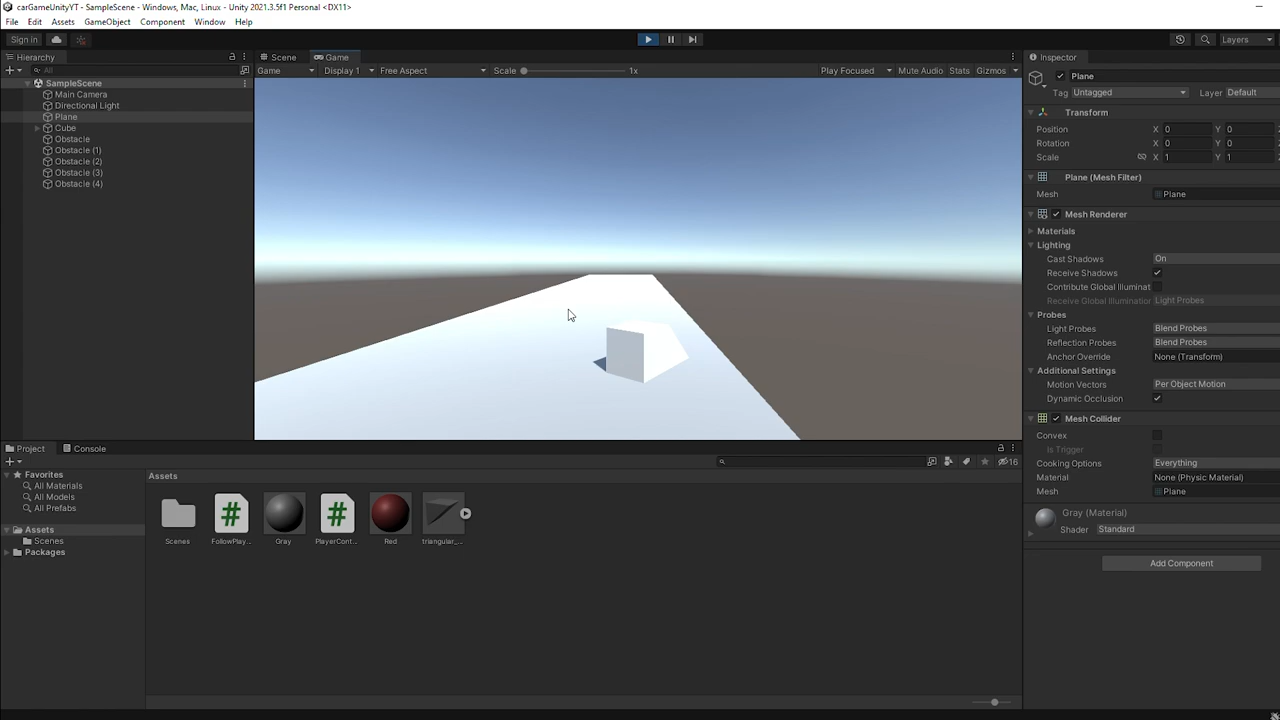 carGameUnityYT - SampleScene - Windows, Mac, Linux - Unity 2021.3.5f1 Personal <DX11>
File Edit Assets GameObject Component Window Help
Sign in Layers
Hierarchy Scene Game Inspector
All Game Display 1 Free Aspect Scale 1x Play Focused Mute Audio Stats Gizmos Plane
SampleScene
Main Camera Tag Untagged Layer Default
Directional Light
Plane Transform
Cube Position X 0 Y 0
Obstacle Rotation X 0 Y 0
Obstacle (1)
Obstacle (2) Scale X 1 Y 1
Obstacle (3)
Obstacle (4)
Plane (Mesh Filter)
Mesh Plane
Mesh Renderer
Materials
Lighting
Cast Shadows On
Receive Shadows
Contribute Global Illuminat
Receive Global Illumination Light Probes
Probes
Light Probes Blend Probes
Reflection Probes Blend Probes
Anchor Override None (Transform)
Additional Settings
Motion Vectors Per Object Motion
Dynamic Occlusion
Mesh Collider
Convex
Is Trigger
Cooking Options Everything
Material None (Physic Material)
Mesh Plane
Gray (Material)
Shader Standard
Add Component
Project Console
16
Favorites Assets
All Materials
All Models
All Prefabs
Assets
Scenes
Packages
Scenes FollowPlay... Gray PlayerCont... Red triangular_...